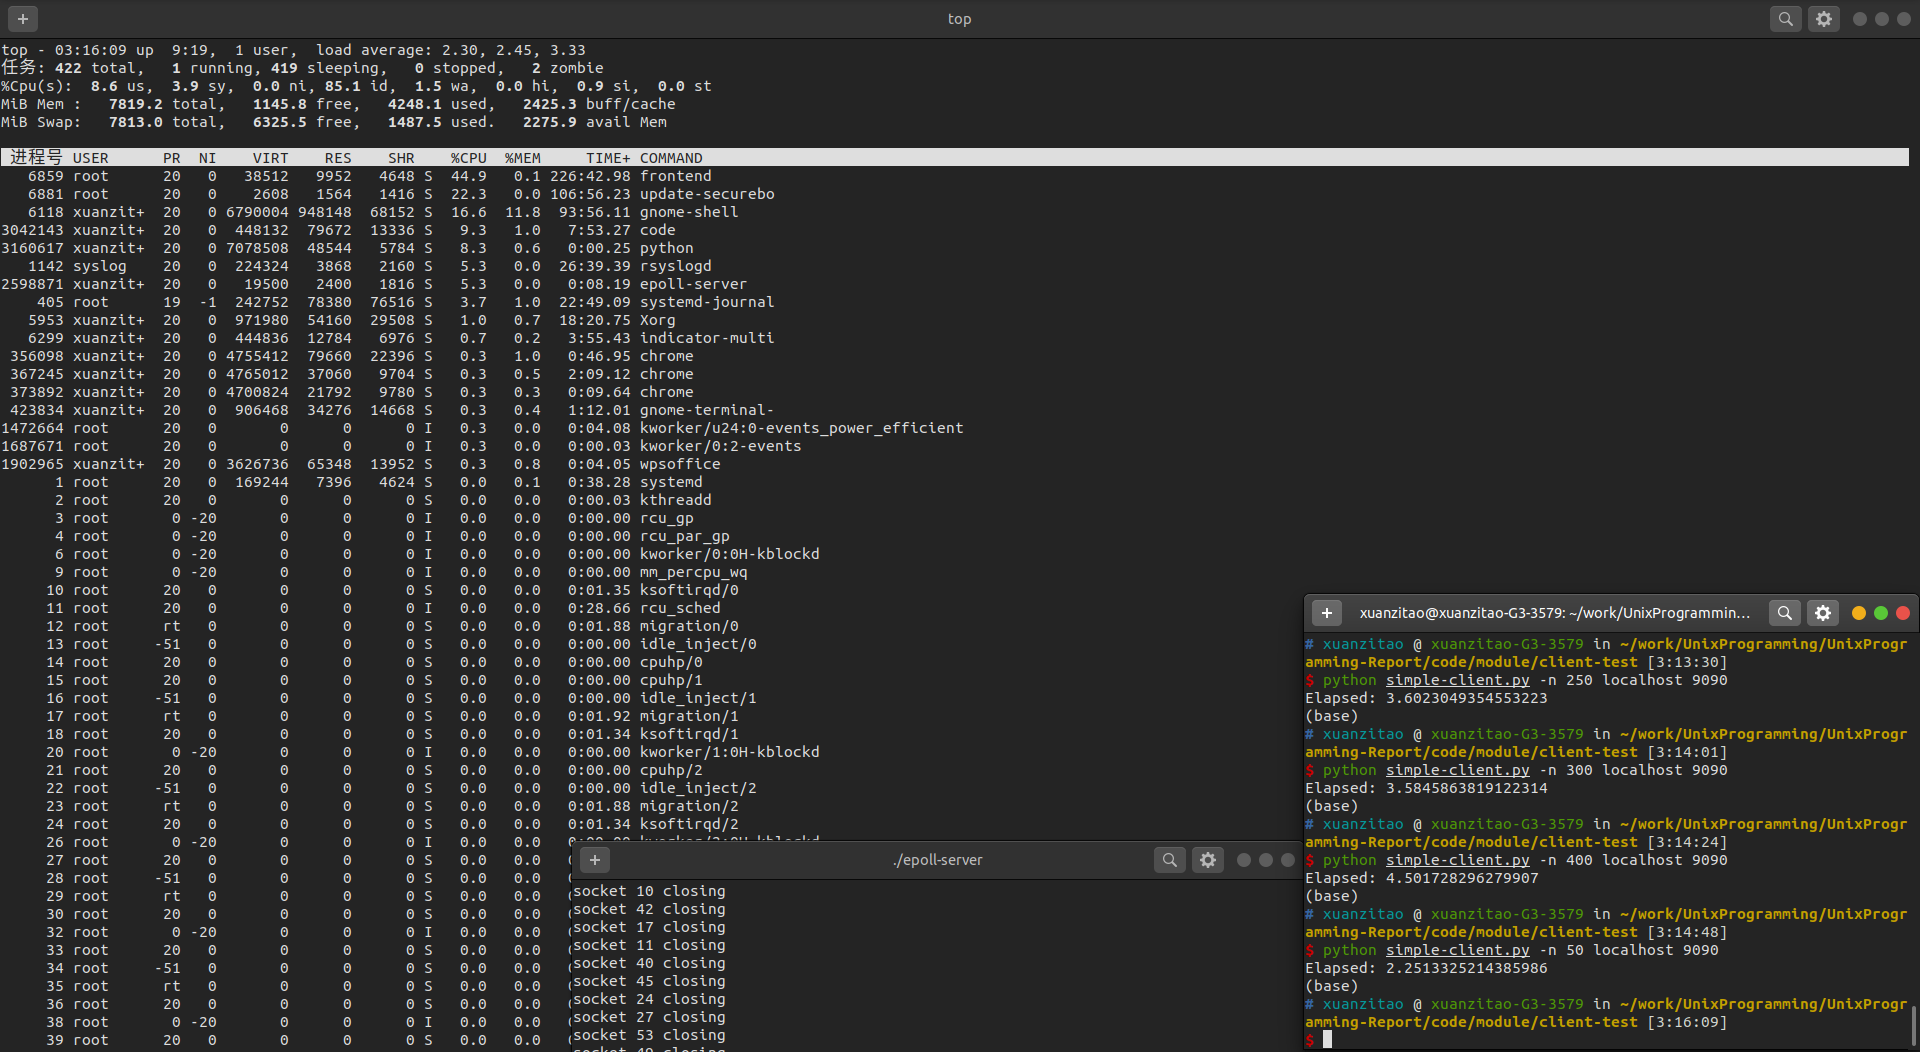 top
top - 03:16:09 up  9:19,  1 user,  load average: 2.30, 2.45, 3.33
任务: 422 total,   1 running, 419 sleeping,   0 stopped,   2 zombie
%Cpu(s):  8.6 us,  3.9 sy,  0.0 ni, 85.1 id,  1.5 wa,  0.0 hi,  0.9 si,  0.0 st
MiB Mem :   7819.2 total,   1145.8 free,   4248.1 used,   2425.3 buff/cache
MiB Swap:   7813.0 total,   6325.5 free,   1487.5 used.   2275.9 avail Mem
进程号 USER      PR  NI    VIRT    RES    SHR    %CPU  %MEM     TIME+ COMMAND
6859 root      20   0   38512   9952   4648 S  44.9   0.1 226:42.98 frontend
6881 root      20   0    2608   1564   1416 S  22.3   0.0 106:56.23 update-securebo
6118 xuanzit+  20   0 6790004 948148  68152 S  16.6  11.8  93:56.11 gnome-shell
3042143 xuanzit+  20   0  448132  79672  13336 S   9.3   1.0   7:53.27 code
3160617 xuanzit+  20   0 7078508  48544   5784 S   8.3   0.6   0:00.25 python
1142 syslog    20   0  224324   3868   2160 S   5.3   0.0  26:39.39 rsyslogd
2598871 xuanzit+  20   0   19500   2400   1816 S   5.3   0.0   0:08.19 epoll-server
405 root      19  -1  242752  78380  76516 S   3.7   1.0  22:49.09 systemd-journal
5953 xuanzit+  20   0  971980  54160  29508 S   1.0   0.7  18:20.75 Xorg
6299 xuanzit+  20   0  444836  12784   6976 S   0.7   0.2   3:55.43 indicator-multi
356098 xuanzit+  20   0 4755412  79660  22396 S   0.3   1.0   0:46.95 chrome
367245 xuanzit+  20   0 4765012  37060   9704 S   0.3   0.5   2:09.12 chrome
373892 xuanzit+  20   0 4700824  21792   9780 S   0.3   0.3   0:09.64 chrome
423834 xuanzit+  20   0  906468  34276  14668 S   0.3   0.4   1:12.01 gnome-terminal-
1472664 root      20   0       0      0      0 I   0.3   0.0   0:04.08 kworker/u24:0-events_power_efficient
1687671 root      20   0       0      0      0 I   0.3   0.0   0:00.03 kworker/0:2-events
1902965 xuanzit+  20   0 3626736  65348  13952 S   0.3   0.8   0:04.05 wpsoffice
1 root      20   0  169244   7396   4624 S   0.0   0.1   0:38.28 systemd
2 root      20   0       0      0      0 S   0.0   0.0   0:00.03 kthreadd
3 root       0 -20       0      0      0 I   0.0   0.0   0:00.00 rcu_gp
4 root       0 -20       0      0      0 I   0.0   0.0   0:00.00 rcu_par_gp
6 root       0 -20       0      0      0 I   0.0   0.0   0:00.00 kworker/0:0H-kblockd
9 root       0 -20       0      0      0 I   0.0   0.0   0:00.00 mm_percpu_wq
10 root      20   0       0      0      0 S   0.0   0.0   0:01.35 ksoftirqd/0
11 root      20   0       0      0      0 I   0.0   0.0   0:28.66 rcu_sched
12 root      rt   0       0      0      0 S   0.0   0.0   0:01.88 migration/0
13 root     -51   0       0      0      0 S   0.0   0.0   0:00.00 idle_inject/0
14 root      20   0       0      0      0 S   0.0   0.0   0:00.00 cpuhp/0
15 root      20   0       0      0      0 S   0.0   0.0   0:00.00 cpuhp/1
16 root     -51   0       0      0      0 S   0.0   0.0   0:00.00 idle_inject/1
17 root      rt   0       0      0      0 S   0.0   0.0   0:01.92 migration/1
18 root      20   0       0      0      0 S   0.0   0.0   0:01.34 ksoftirqd/1
20 root       0 -20       0      0      0 I   0.0   0.0   0:00.00 kworker/1:0H-kblockd
21 root      20   0       0      0      0 S   0.0   0.0   0:00.00 cpuhp/2
22 root     -51   0       0      0      0 S   0.0   0.0   0:00.00 idle_inject/2
23 root      rt   0       0      0      0 S   0.0   0.0   0:01.88 migration/2
24 root      20   0       0      0      0 S   0.0   0.0   0:01.34 ksoftirqd/2
26 root       0 -20       0      0      0 I   0.0   0.0
27 root      20   0       0      0      0 S   0.0   0.0
28 root     -51   0       0      0      0 S   0.0   0.0
29 root      rt   0       0      0      0 S   0.0   0.0
30 root      20   0       0      0      0 S   0.0   0.0
32 root       0 -20       0      0      0 I   0.0   0.0
33 root      20   0       0      0      0 S   0.0   0.0
34 root     -51   0       0      0      0 S   0.0   0.0
35 root      rt   0       0      0      0 S   0.0   0.0
36 root      20   0       0      0      0 S   0.0   0.0
38 root       0 -20       0      0      0 I   0.0   0.0
39 root      20   0       0      0      0 S   0.0   0.0
./epoll-server
socket 10 closing
socket 42 closing
socket 17 closing
socket 11 closing
socket 40 closing
socket 45 closing
socket 24 closing
socket 27 closing
socket 53 closing
xuanzitao@xuanzitao-G3-3579: ~/work/UnixProgrammin...
# xuanzitao @ xuanzitao-G3-3579 in ~/work/UnixProgramming/UnixProgr
amming-Report/code/module/client-test [3:13:30]
$ python simple-client.py -n 250 localhost 9090
Elapsed: 3.6023049354553223
(base)
# xuanzitao @ xuanzitao-G3-3579 in ~/work/UnixProgramming/UnixProgr
amming-Report/code/module/client-test [3:14:01]
$ python simple-client.py -n 300 localhost 9090
Elapsed: 3.5845863819122314
(base)
# xuanzitao @ xuanzitao-G3-3579 in ~/work/UnixProgramming/UnixProgr
amming-Report/code/module/client-test [3:14:24]
$ python simple-client.py -n 400 localhost 9090
Elapsed: 4.501728296279907
(base)
# xuanzitao @ xuanzitao-G3-3579 in ~/work/UnixProgramming/UnixProgr
amming-Report/code/module/client-test [3:14:48]
$ python simple-client.py -n 50 localhost 9090
Elapsed: 2.2513325214385986
(base)
# xuanzitao @ xuanzitao-G3-3579 in ~/work/UnixProgramming/UnixProgr
amming-Report/code/module/client-test [3:16:09]
$